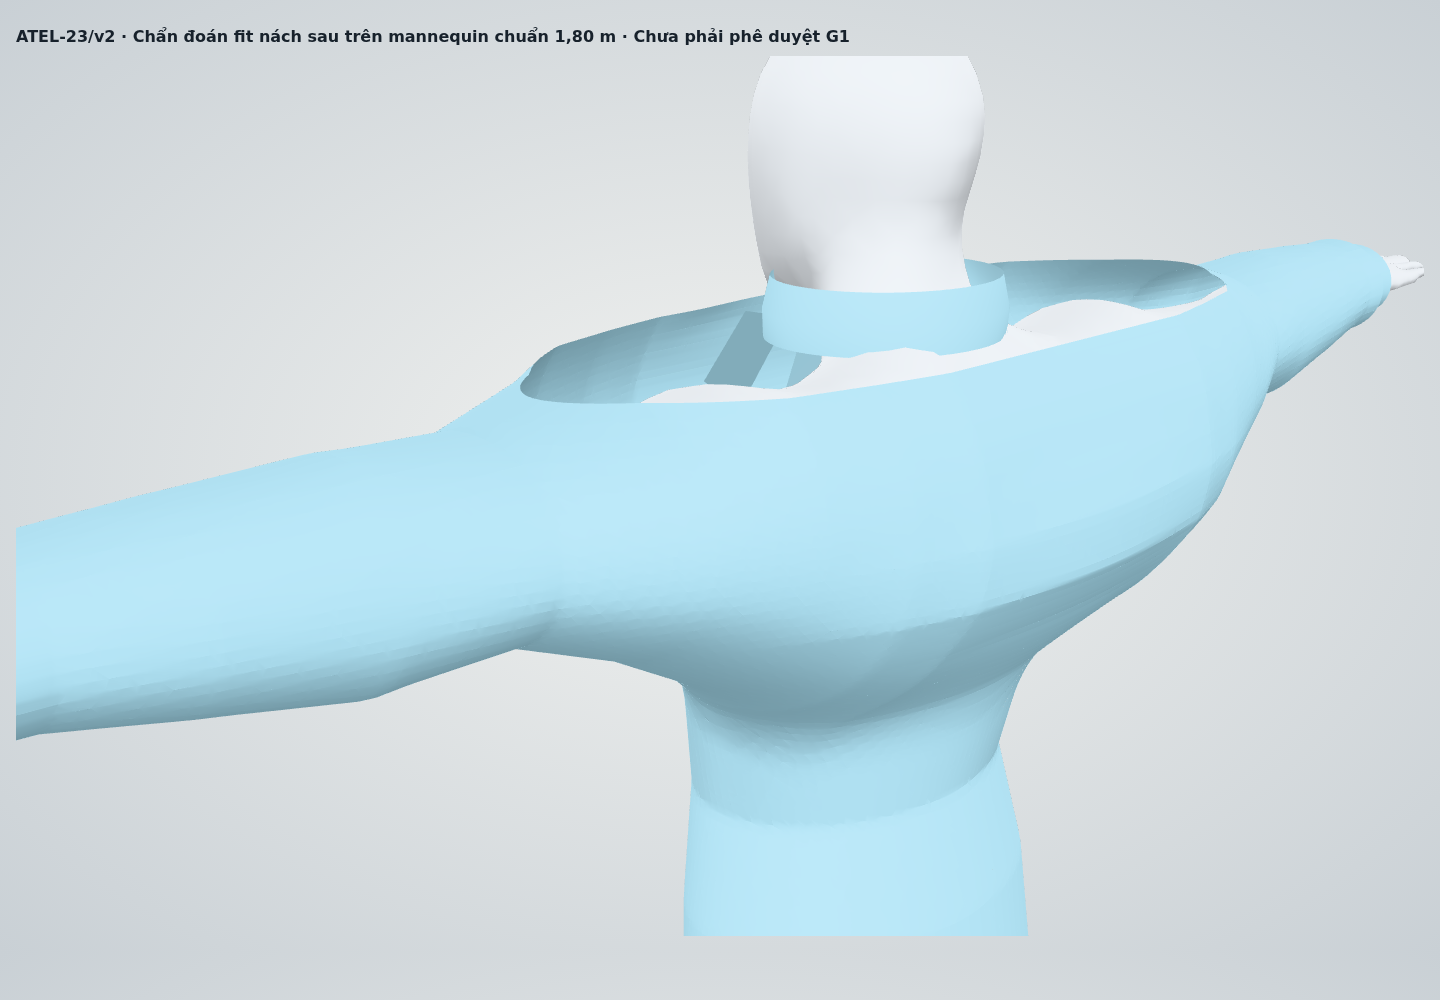 ATEL-23/v2 · Chẩn đoán fit nách sau trên mannequin chuẩn 1,80 m · Chưa phải phê duyệt G1